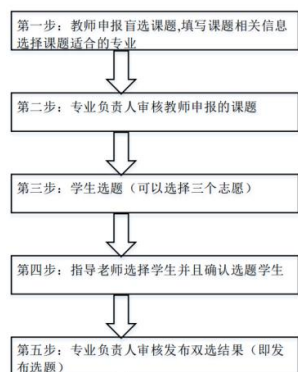 第一步：教师申报盲选课题,填写课题相关信息
选择课题适合的专业
第二步：专业负责人审核教师申报的课题
第三步：学生选题（可以选择三个志愿）
第四步：指导老师选择学生并且确认选题学生
第五步：专业负责人审核发布双选结果（即发
布选题）